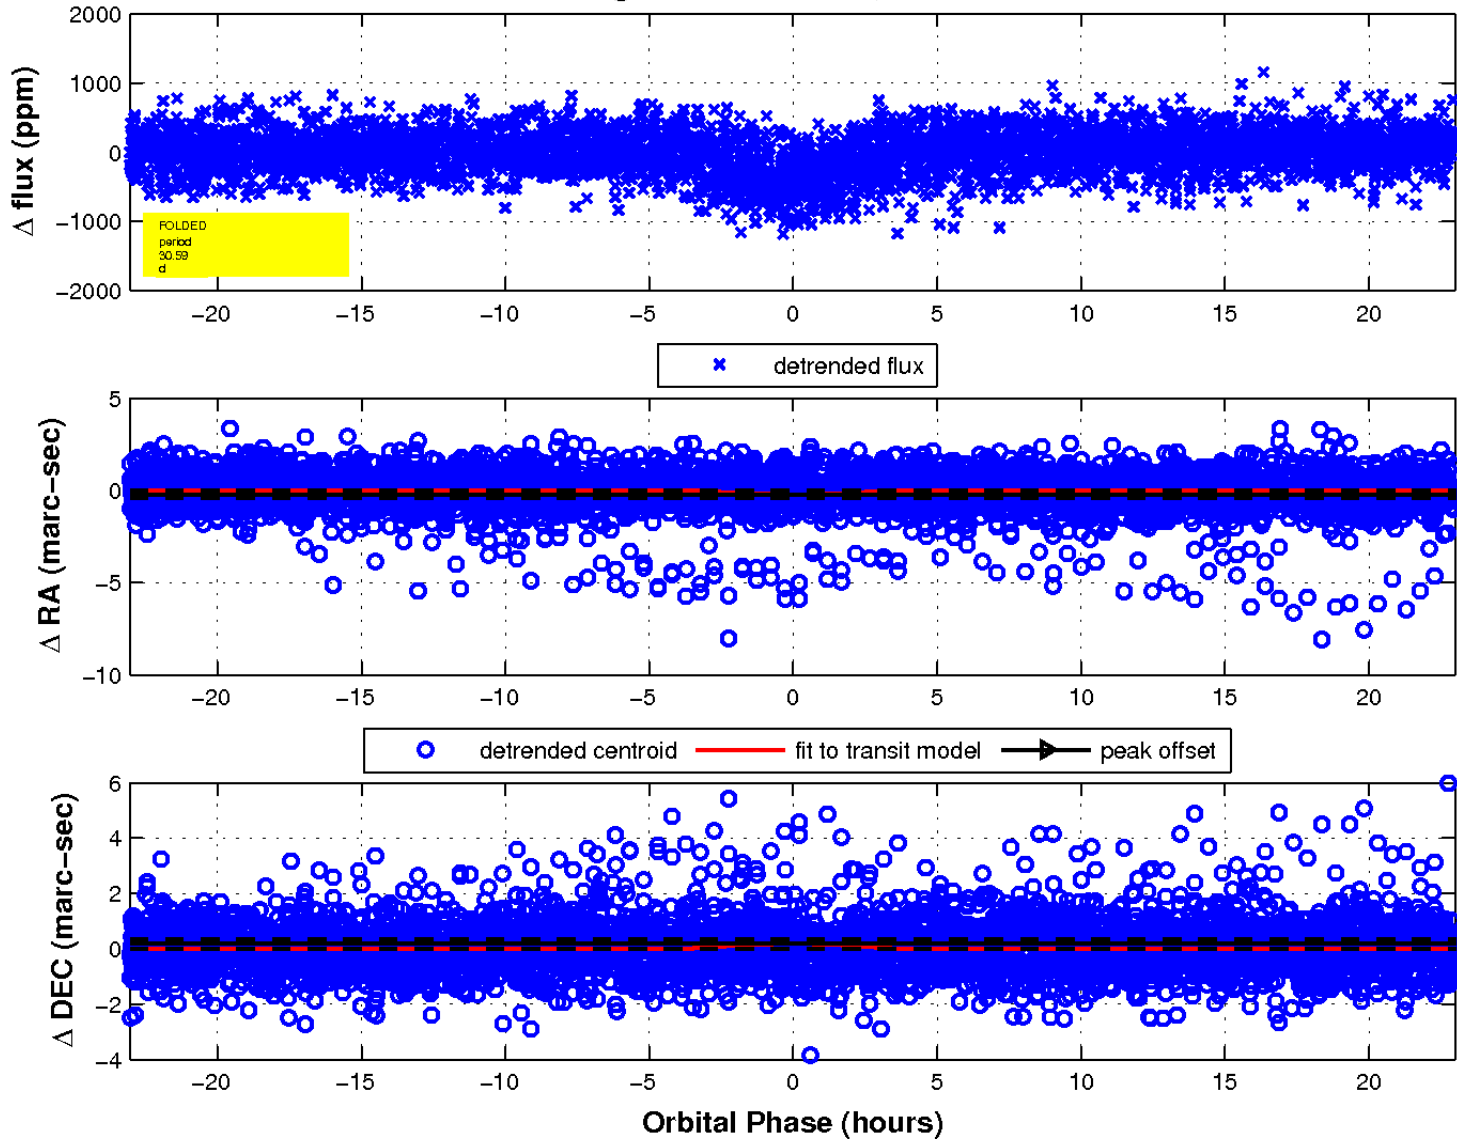 2000
1000
0
−1000
−2000
Δ flux (ppm)
FOLDED
period
30.59
d
−20 −15 −10 −5 0 5 10 15 20
detrended flux
5
0
−5
−10
Δ RA (marc−sec)
−20 −15 −10 −5 0 5 10 15 20
detrended centroid fit to transit model peak offset
6
4
2
0
−2
−4
Δ DEC (marc−sec)
−20 −15 −10 −5 0 5 10 15 20
Orbital Phase (hours)